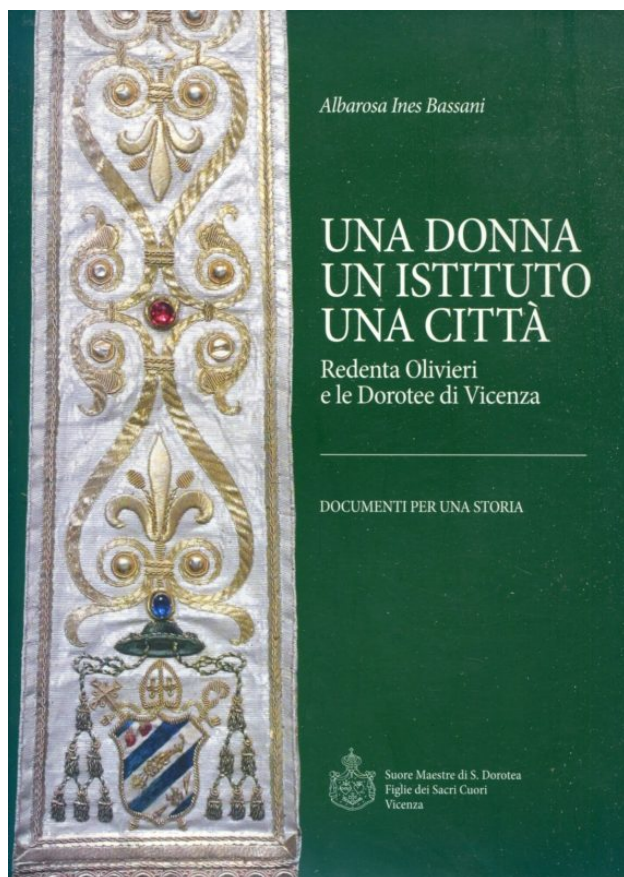 Albarosa Ines Bassani
UNA DONNA
UN ISTITUTO
UNA CITTÀ
Redenta Olivieri
e le Dorotee di Vicenza
DOCUMENTI PER UNA STORIA
Suore Maestre di S. Dorotea
Figlie dei Sacri Cuori
Vicenza